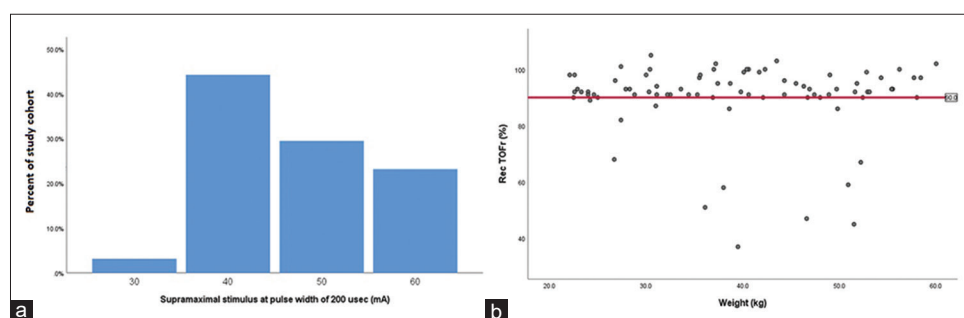 50.0%
40.0%
30.0%
20.0%
10.0%
.0%
Percent of study cohort
30 40 50 60
Supramaximal stimulus at pulse width of 200 usec (mA)
a
100
80
60
40
Rec TOFr (%)
20.0 30.0 40.0 50.0 60.0
Weight (kg)
b